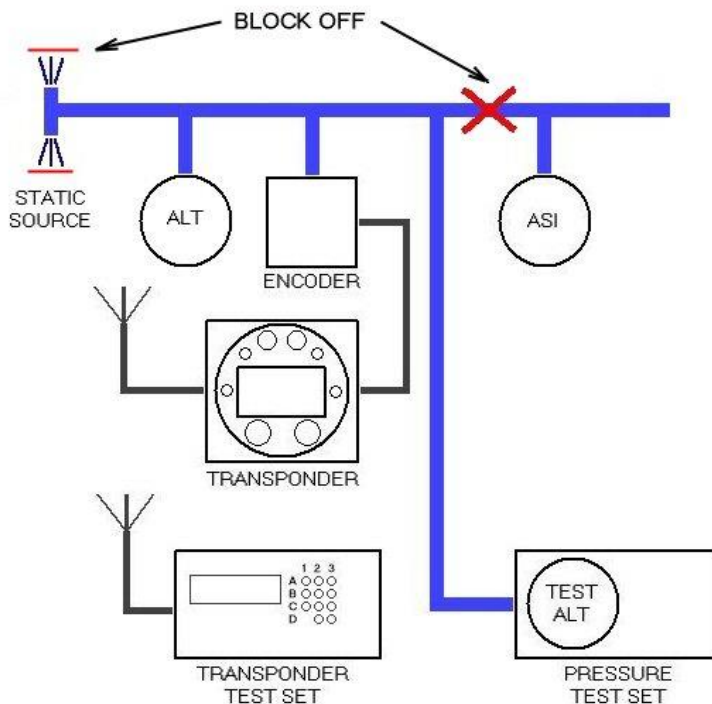 BLOCK OFF
STATIC
SOURCE
ALT
ENCODER
ASI
TRANSPONDER
1 2 3
A
B
C
D
TEST
ALT
TRANSPONDER
TEST SET
PRESSURE
TEST SET